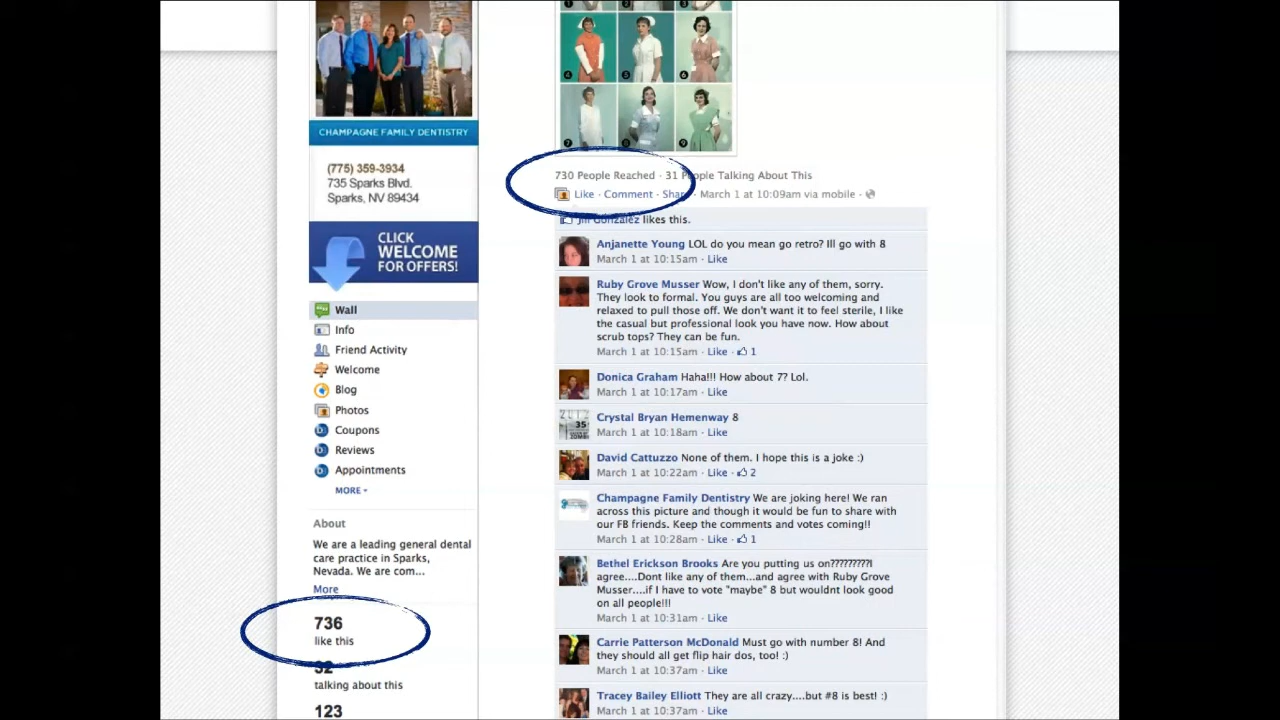 CHAMPAGNE FAMILY DENTISTRY
(775) 359-3934
735 Sparks Blvd.
Sparks, NV 89434
CLICK
WELCOME
FOR OFFERS!
Wall
Info
Friend Activity
Welcome
Blog
Photos
Coupons
Reviews
Appointments
MORE
About
We are a leading general dental
care practice in Sparks,
Nevada. We are com...
More
736
like this
32
talking about this
123
4 5 6
7 8 9
730 People Reached · 31 People Talking About This
Like · Comment · Share · March 1 at 10:09am via mobile ·
Gonzalez likes this.
Anjanette Young LOL do you mean go retro? Ill go with 8
March 1 at 10:15am · Like
Ruby Grove Musser Wow, I don't like any of them, sorry.
They look to formal. You guys are all too welcoming and
relaxed to pull those off. We don't want it to feel sterile, I like
the casual but professional look you have now. How about
scrub tops? They can be fun.
March 1 at 10:15am · Like · 1
Donica Graham Haha!!! How about 7? Lol.
March 1 at 10:17am · Like
Crystal Bryan Hemenway 8
March 1 at 10:18am · Like
David Cattuzzo None of them. I hope this is a joke :)
March 1 at 10:22am · Like · 2
Champagne Family Dentistry We are joking here! We ran
across this picture and though it would be fun to share with
our FB friends. Keep the comments and votes coming!!
March 1 at 10:28am · Like · 1
Bethel Erickson Brooks Are you putting us on?????????I
agree....Dont like any of them...and agree with Ruby Grove
Musser....if I have to vote "maybe" 8 but wouldnt look good
on all people!!!
March 1 at 10:31am · Like
Carrie Patterson McDonald Must go with number 8! And
they should all get flip hair dos, too! :)
March 1 at 10:37am · Like
Tracey Bailey Elliott They are all crazy....but #8 is best! :)
March 1 at 10:37am · Like